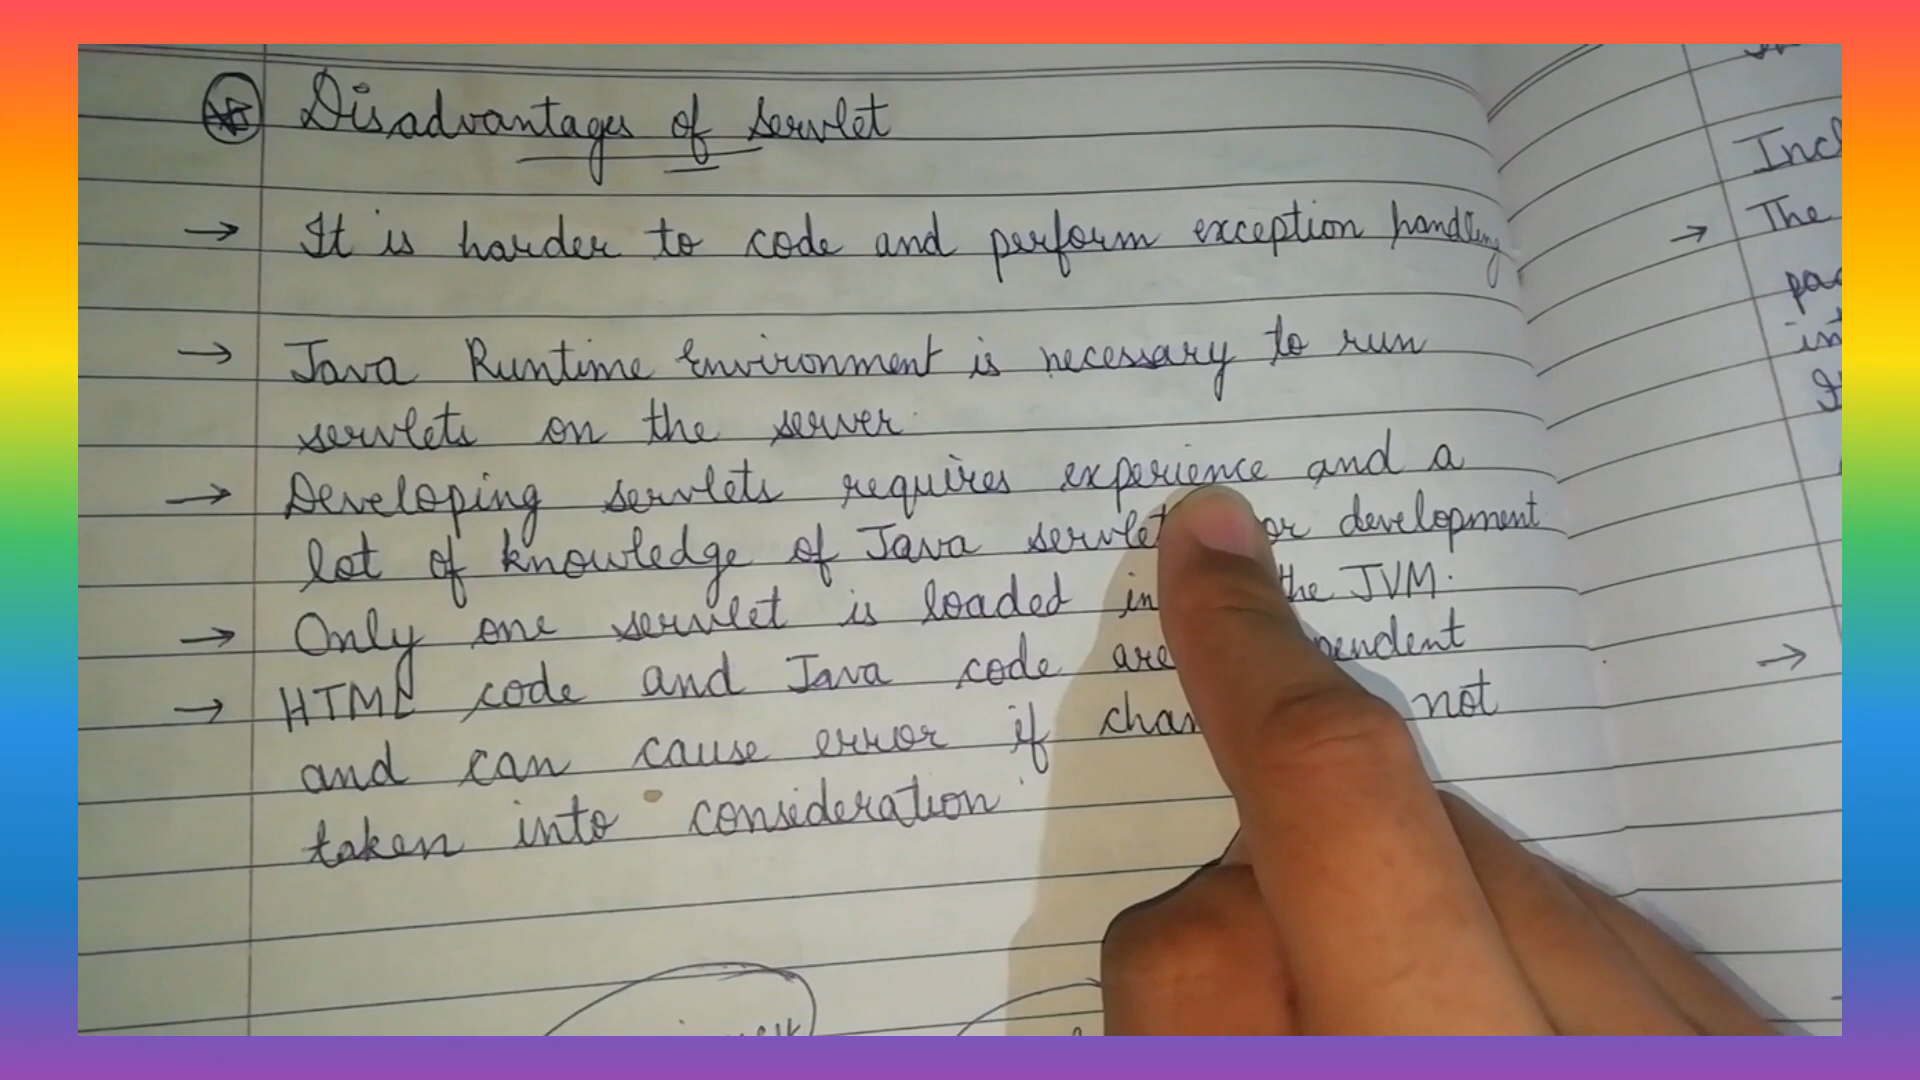 Disadvantages of Servlet
→ It is harder to code and perform exception handling
→ Java Runtime Environment is necessary to run
servlets on the server.
→ Developing servlets requires experience and a
lot of knowledge of Java servlet development
→ Only one servlet is loaded the JVM.
→ HTML code and Java code are
and can cause error if not
taken into consideration
→ The
→